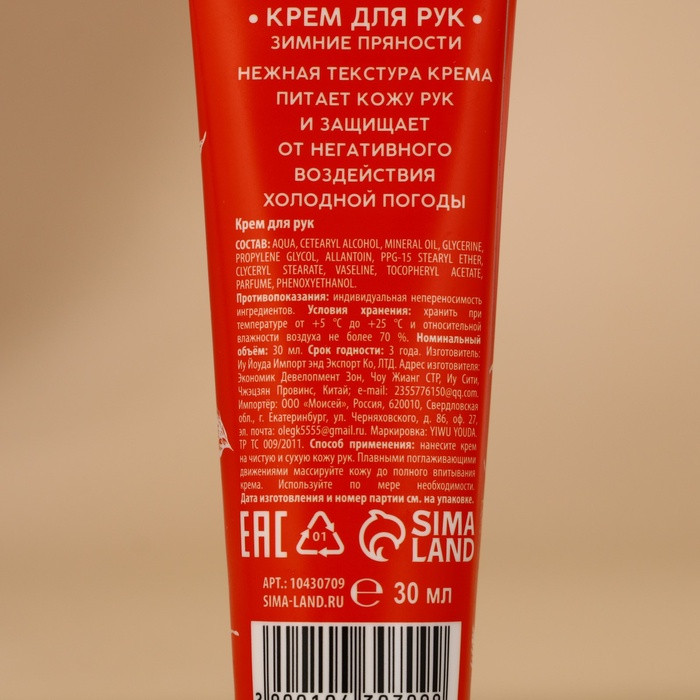 • КРЕМ ДЛЯ РУК •
ЗИМНИЕ ПРЯНОСТИ
НЕЖНАЯ ТЕКСТУРА КРЕМА
ПИТАЕТ КОЖУ РУК
И ЗАЩИЩАЕТ
ОТ НЕГАТИВНОГО
ВОЗДЕЙСТВИЯ
ХОЛОДНОЙ ПОГОДЫ
Крем для рук
СОСТАВ: AQUA, CETEARYL ALCOHOL, MINERAL OIL, GLYCERINE,
PROPYLENE GLYCOL, ALLANTOIN, PPG-15 STEARYL ETHER,
GLYCERYL STEARATE, VASELINE, TOCOPHERYL ACETATE,
PARFUME, PHENOXYETHANOL.
Противопоказания: индивидуальная непереносимость
ингредиентов. Условия хранения: хранить при
температуре от +5 °C до +25 °C и относительной
влажности воздуха не более 70 %. Номинальный
объём: 30 мл. Срок годности: 3 года. Изготовитель:
Иу Йоуда Импорт энд Экспорт Ко, ЛТД. Адрес изготовителя:
Экономик Девелопмент Зон, Чоу Жианг СТР, Иу Сити,
Чжэцзян Провинс, Китай; e-mail: 2355776150@qq.com.
Импортёр: ООО «Моисей», Россия, 620010, Свердловская
обл., г. Екатеринбург, ул. Черняховского, д. 86, оф. 27,
эл. почта: olegk5555@gmail.com. Маркировка: YIWU YOUDA.
ТР ТС 009/2011. Способ применения: нанесите крем
на чистую и сухую кожу рук. Плавными поглаживающими
движениями массируйте кожу до полного впитывания
крема. Используйте по мере необходимости.
Дата изготовления и номер партии см. на упаковке.
EAC 01 SIMA LAND
АРТ.: 10430709
SIMA-LAND.RU
℮ 30 мл